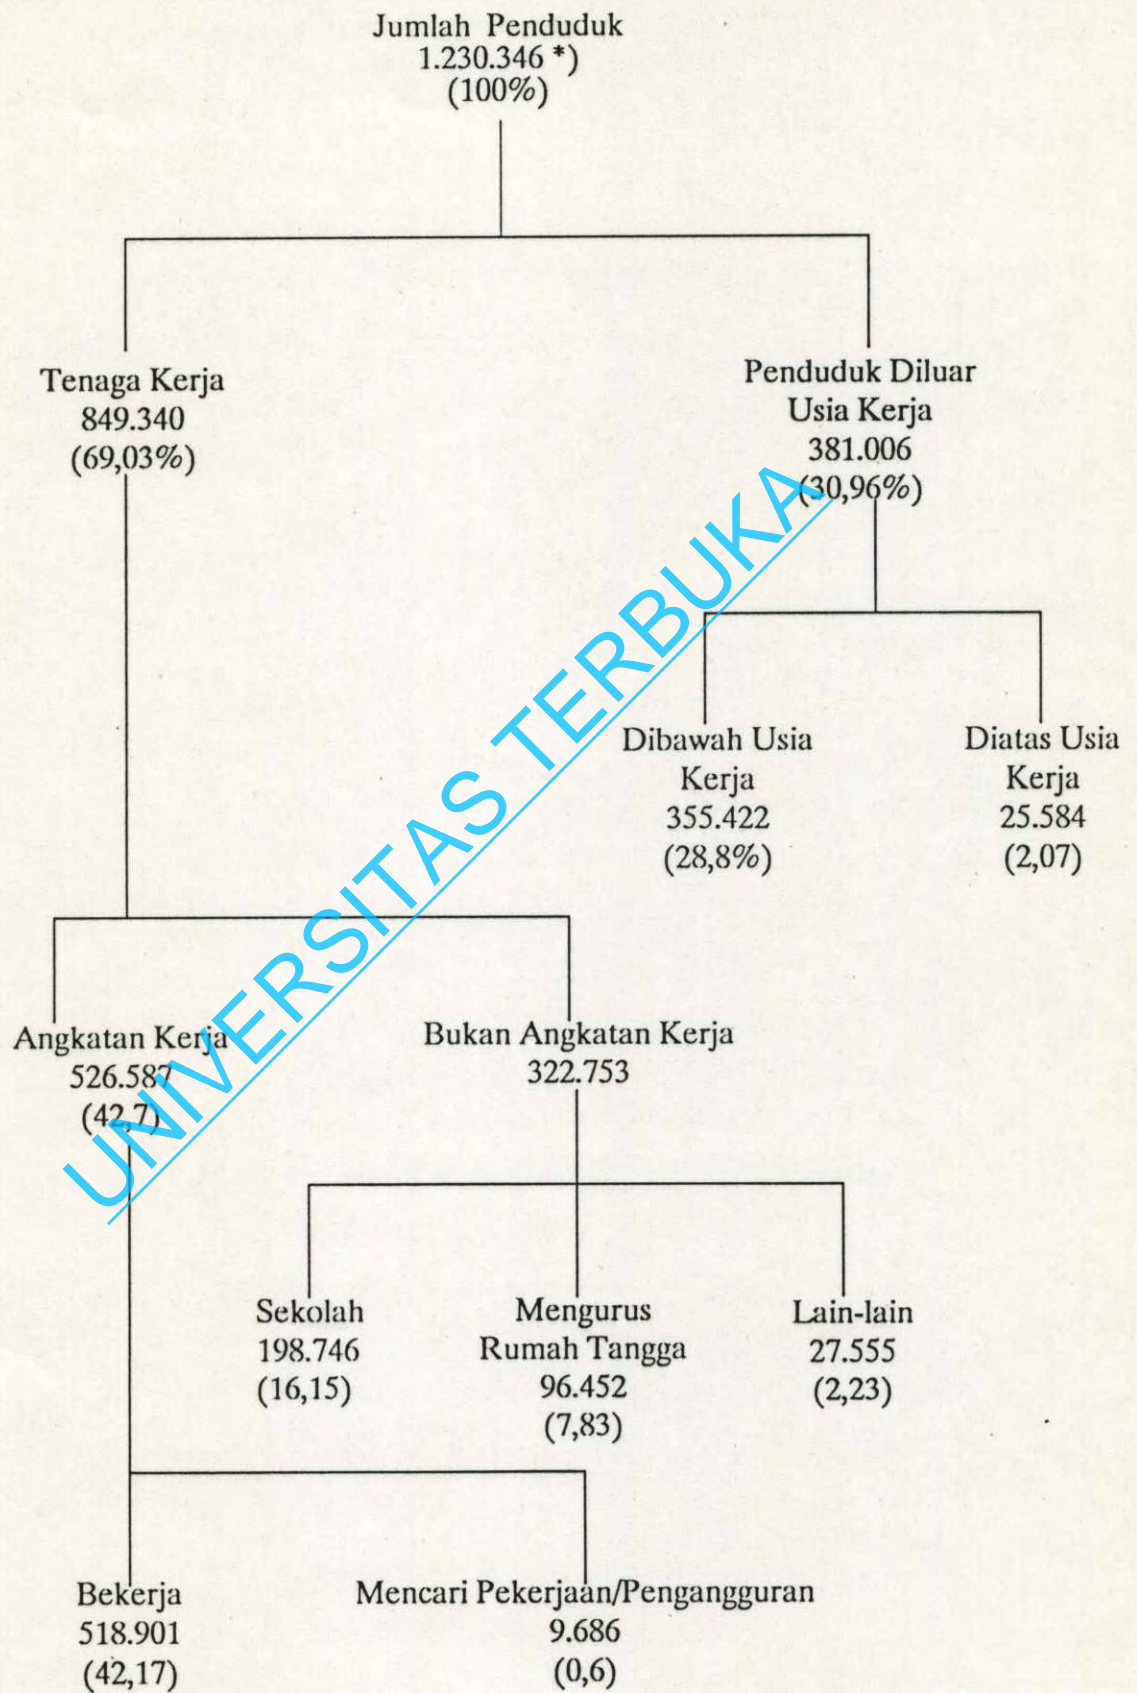 Jumlah Penduduk
1.230.346 *)
(100%)
Tenaga Kerja
849.340
(69,03%)
Penduduk Diluar
Usia Kerja
381.006
(30,96%)
Dibawah Usia
Kerja
355.422
(28,8%)
Diatas Usia
Kerja
25.584
(2,07)
Angkatan Kerja
526.587
(42,7)
Bukan Angkatan Kerja
322.753
Sekolah
198.746
(16,15)
Mengurus
Rumah Tangga
96.452
(7,83)
Lain-lain
27.555
(2,23)
Bekerja
518.901
(42,17)
Mencari Pekerjaan/Pengangguran
9.686
(0,6)
UNIVERSITAS TERBUKA